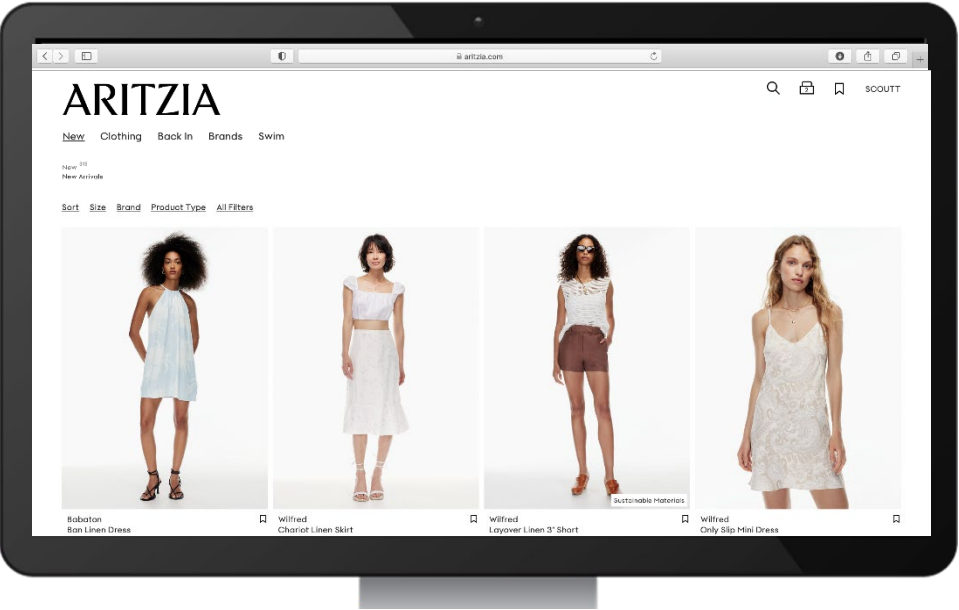 aritzia.com
ARITZIA
SCOUTT
New Clothing Back In Brands Swim
New
New Arrivals
Sort Size Brand Product Type All Filters
Sustainable Materials
Babaton
Ban Linen Dress
Wilfred
Chariot Linen Skirt
Wilfred
Layover Linen 3" Short
Wilfred
Only Slip Mini Dress